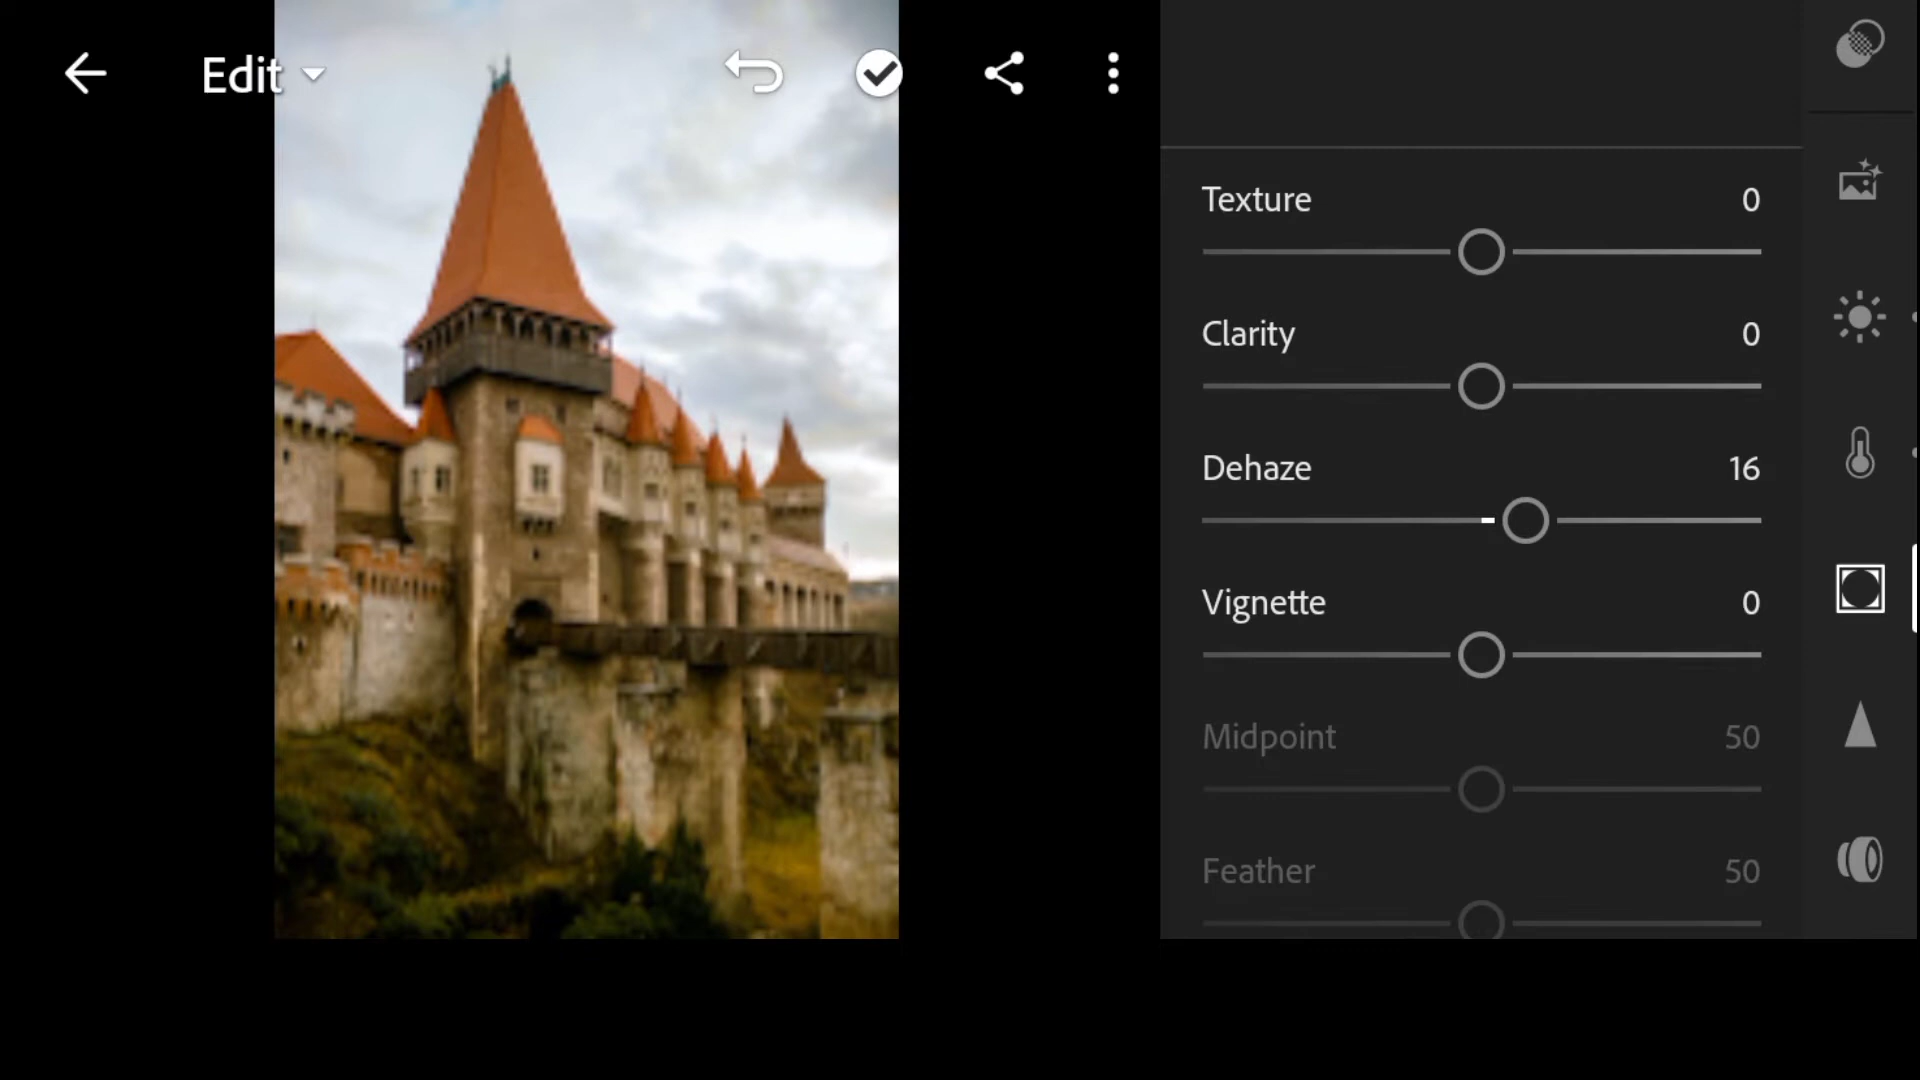 Edit
Texture 0
Clarity 0
Dehaze 16
Vignette 0
Midpoint 50
Feather 50